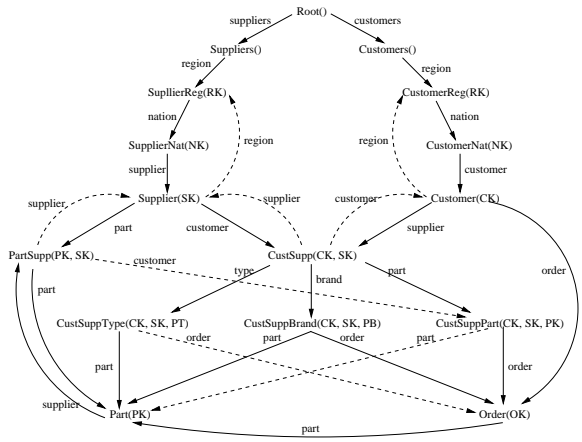 Root()
suppliers
customers
Suppliers()
Customers()
region
region
SupllierReg(RK)
CustomerReg(RK)
nation
nation
region
region
SupplierNat(NK)
CustomerNat(NK)
supplier
customer
supplier
Supplier(SK)
supplier
customer
Customer(CK)
part
customer
supplier
PartSupp(PK, SK)
customer
CustSupp(CK, SK)
order
type
brand
part
part
CustSuppType(CK, SK, PT)
CustSuppBrand(CK, SK, PB)
CustSuppPart(CK, SK, PK)
order
part
order
part
part
order
supplier
Part(PK)
Order(OK)
part